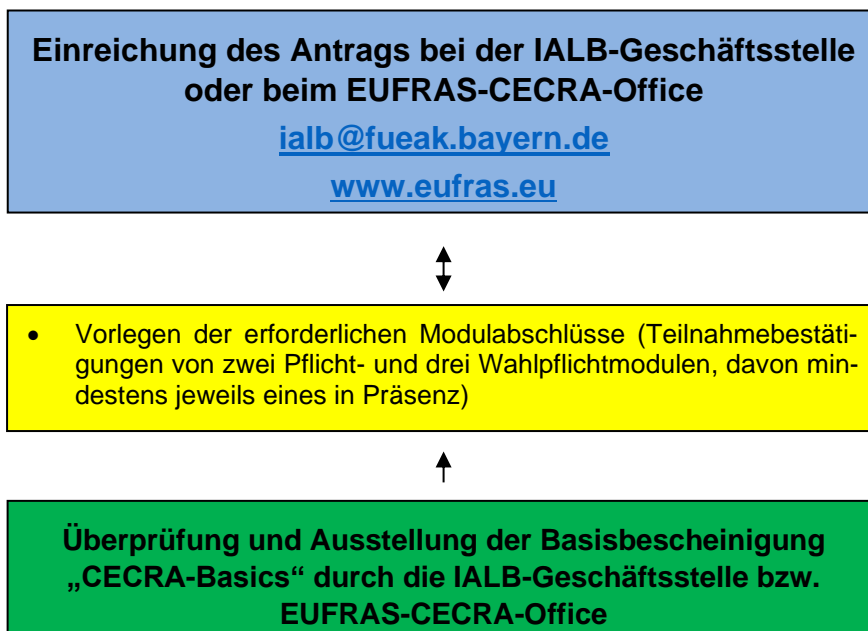 Einreichung des Antrags bei der IALB-Geschäftsstelle
oder beim EUFRAS-CECRA-Office
ialb@fueak.bayern.de
www.eufras.eu
• Vorlegen der erforderlichen Modulabschlüsse (Teilnahmebestäti-
gungen von zwei Pflicht- und drei Wahlpflichtmodulen, davon min-
destens jeweils eines in Präsenz)
Überprüfung und Ausstellung der Basisbescheinigung
„CECRA-Basics“ durch die IALB-Geschäftsstelle bzw.
EUFRAS-CECRA-Office